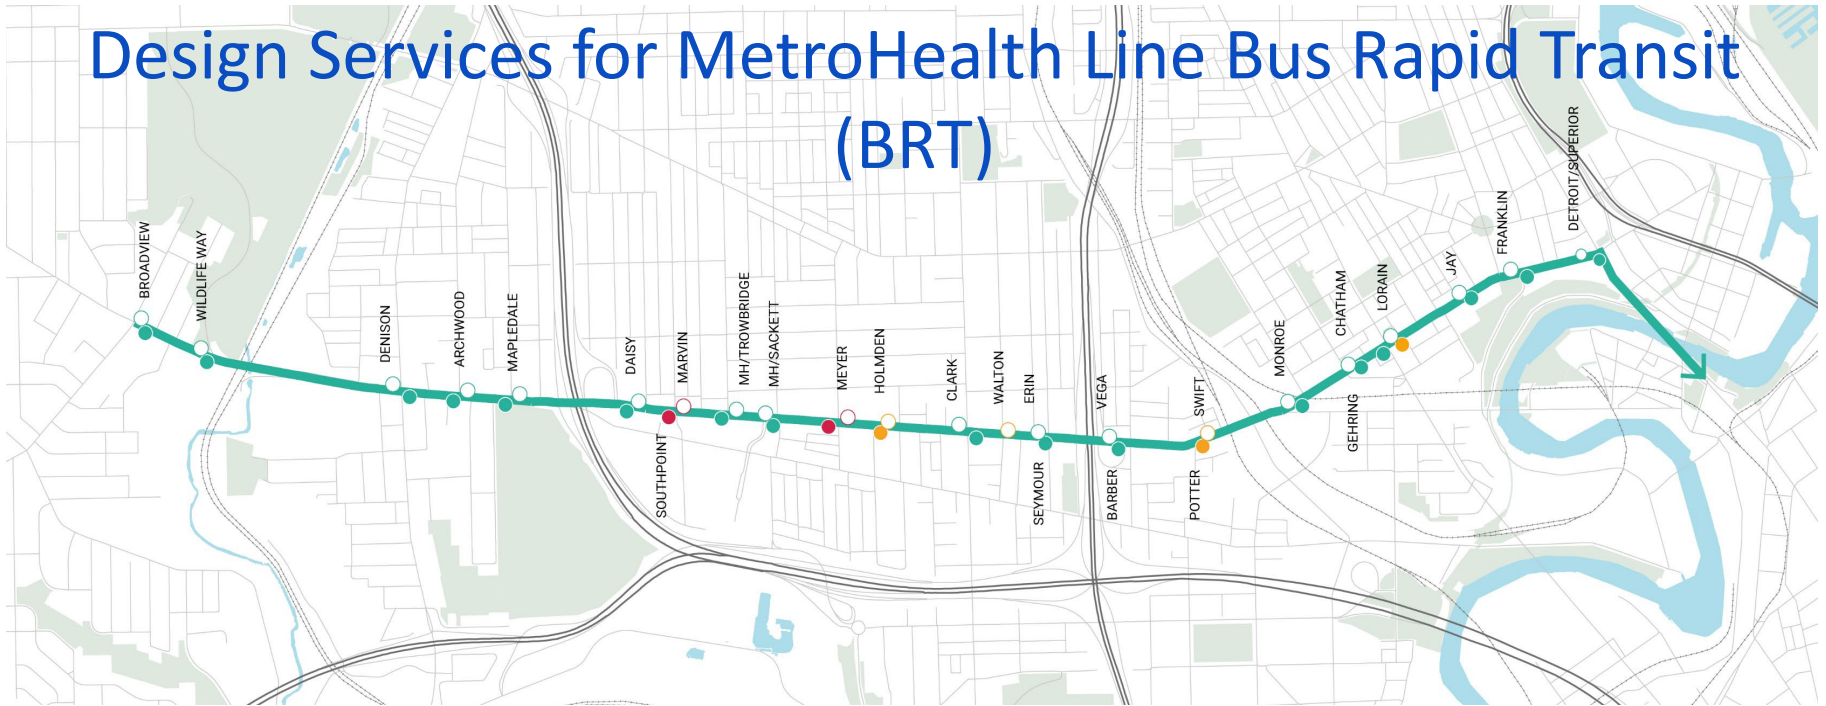 Design Services for MetroHealth Line Bus Rapid Transit
(BRT)
BROADVIEW
WILDLIFE WAY
DENISON
ARCHWOOD
MAPLEDALE
DAISY
MARVIN
SOUTHPOINT
MH/TROWBRIDGE
MH/SACKETT
MEYER
HOLMDEN
CLARK
WALTON
ERIN
SEYMOUR
VEGA
BARBER
SWIFT
POTTER
MONROE
GEHRING
CHATHAM
LORAIN
JAY
FRANKLIN
DETROIT/SUPERIOR